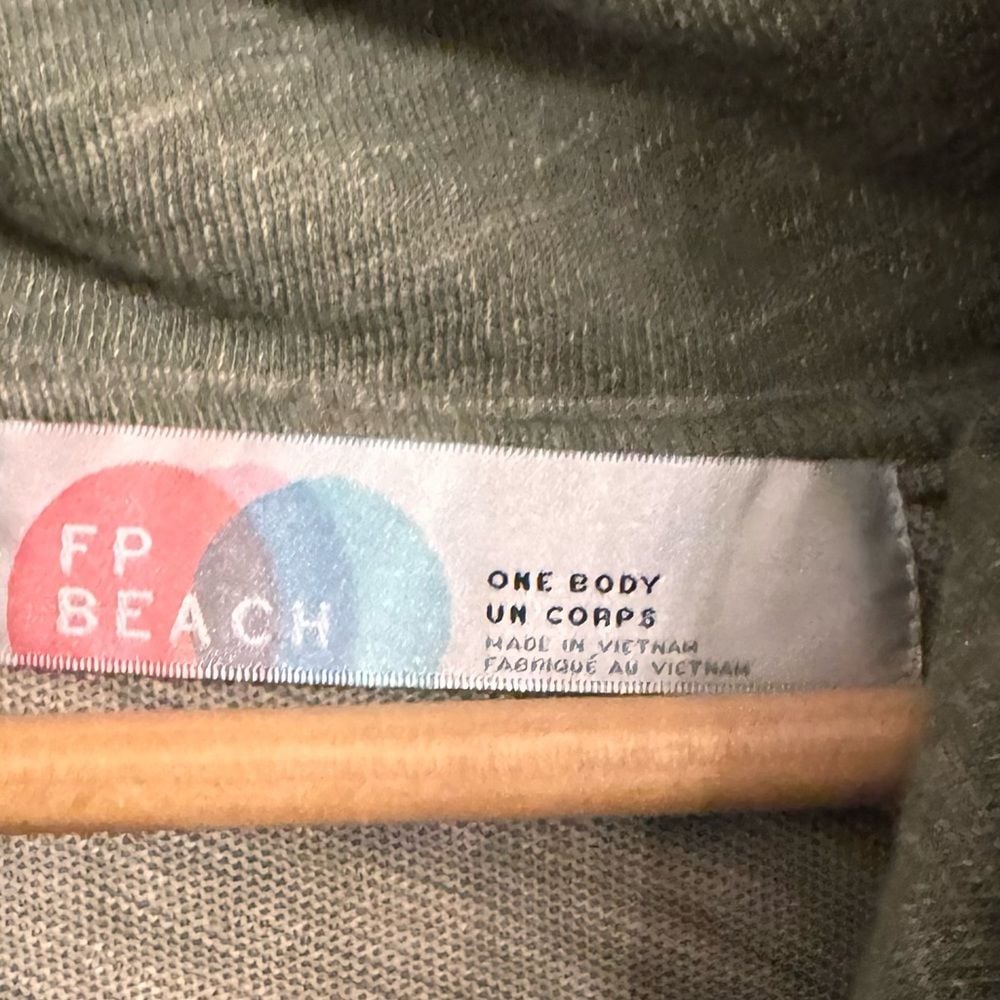 FP
BEACH
ONE BODY
UN CORPS
MADE IN VIETNAM
FABRIQUÉ AU VIETNAM